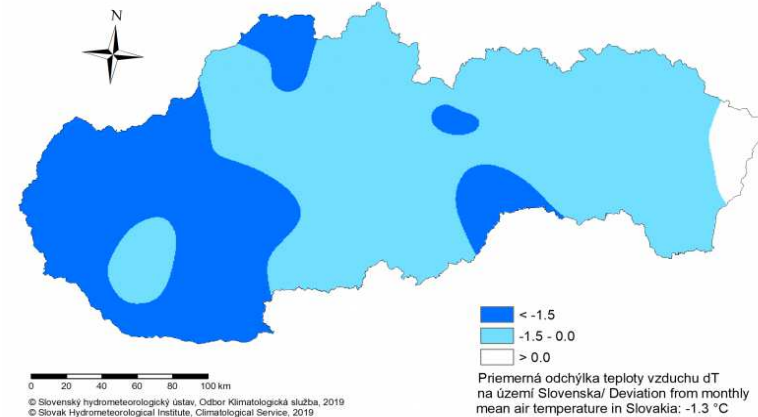 N
< -1.5
-1.5 - 0.0
> 0.0
0 20 40 60 80 100 km
Priemerná odchýlka teploty vzduchu dT
na území Slovenska/ Deviation from monthly
mean air temperature in Slovakia: -1.3 °C
© Slovenský hydrometeorologický ústav, Odbor Klimatologická služba, 2019
© Slovak Hydrometeorological Institute, Climatological Service, 2019